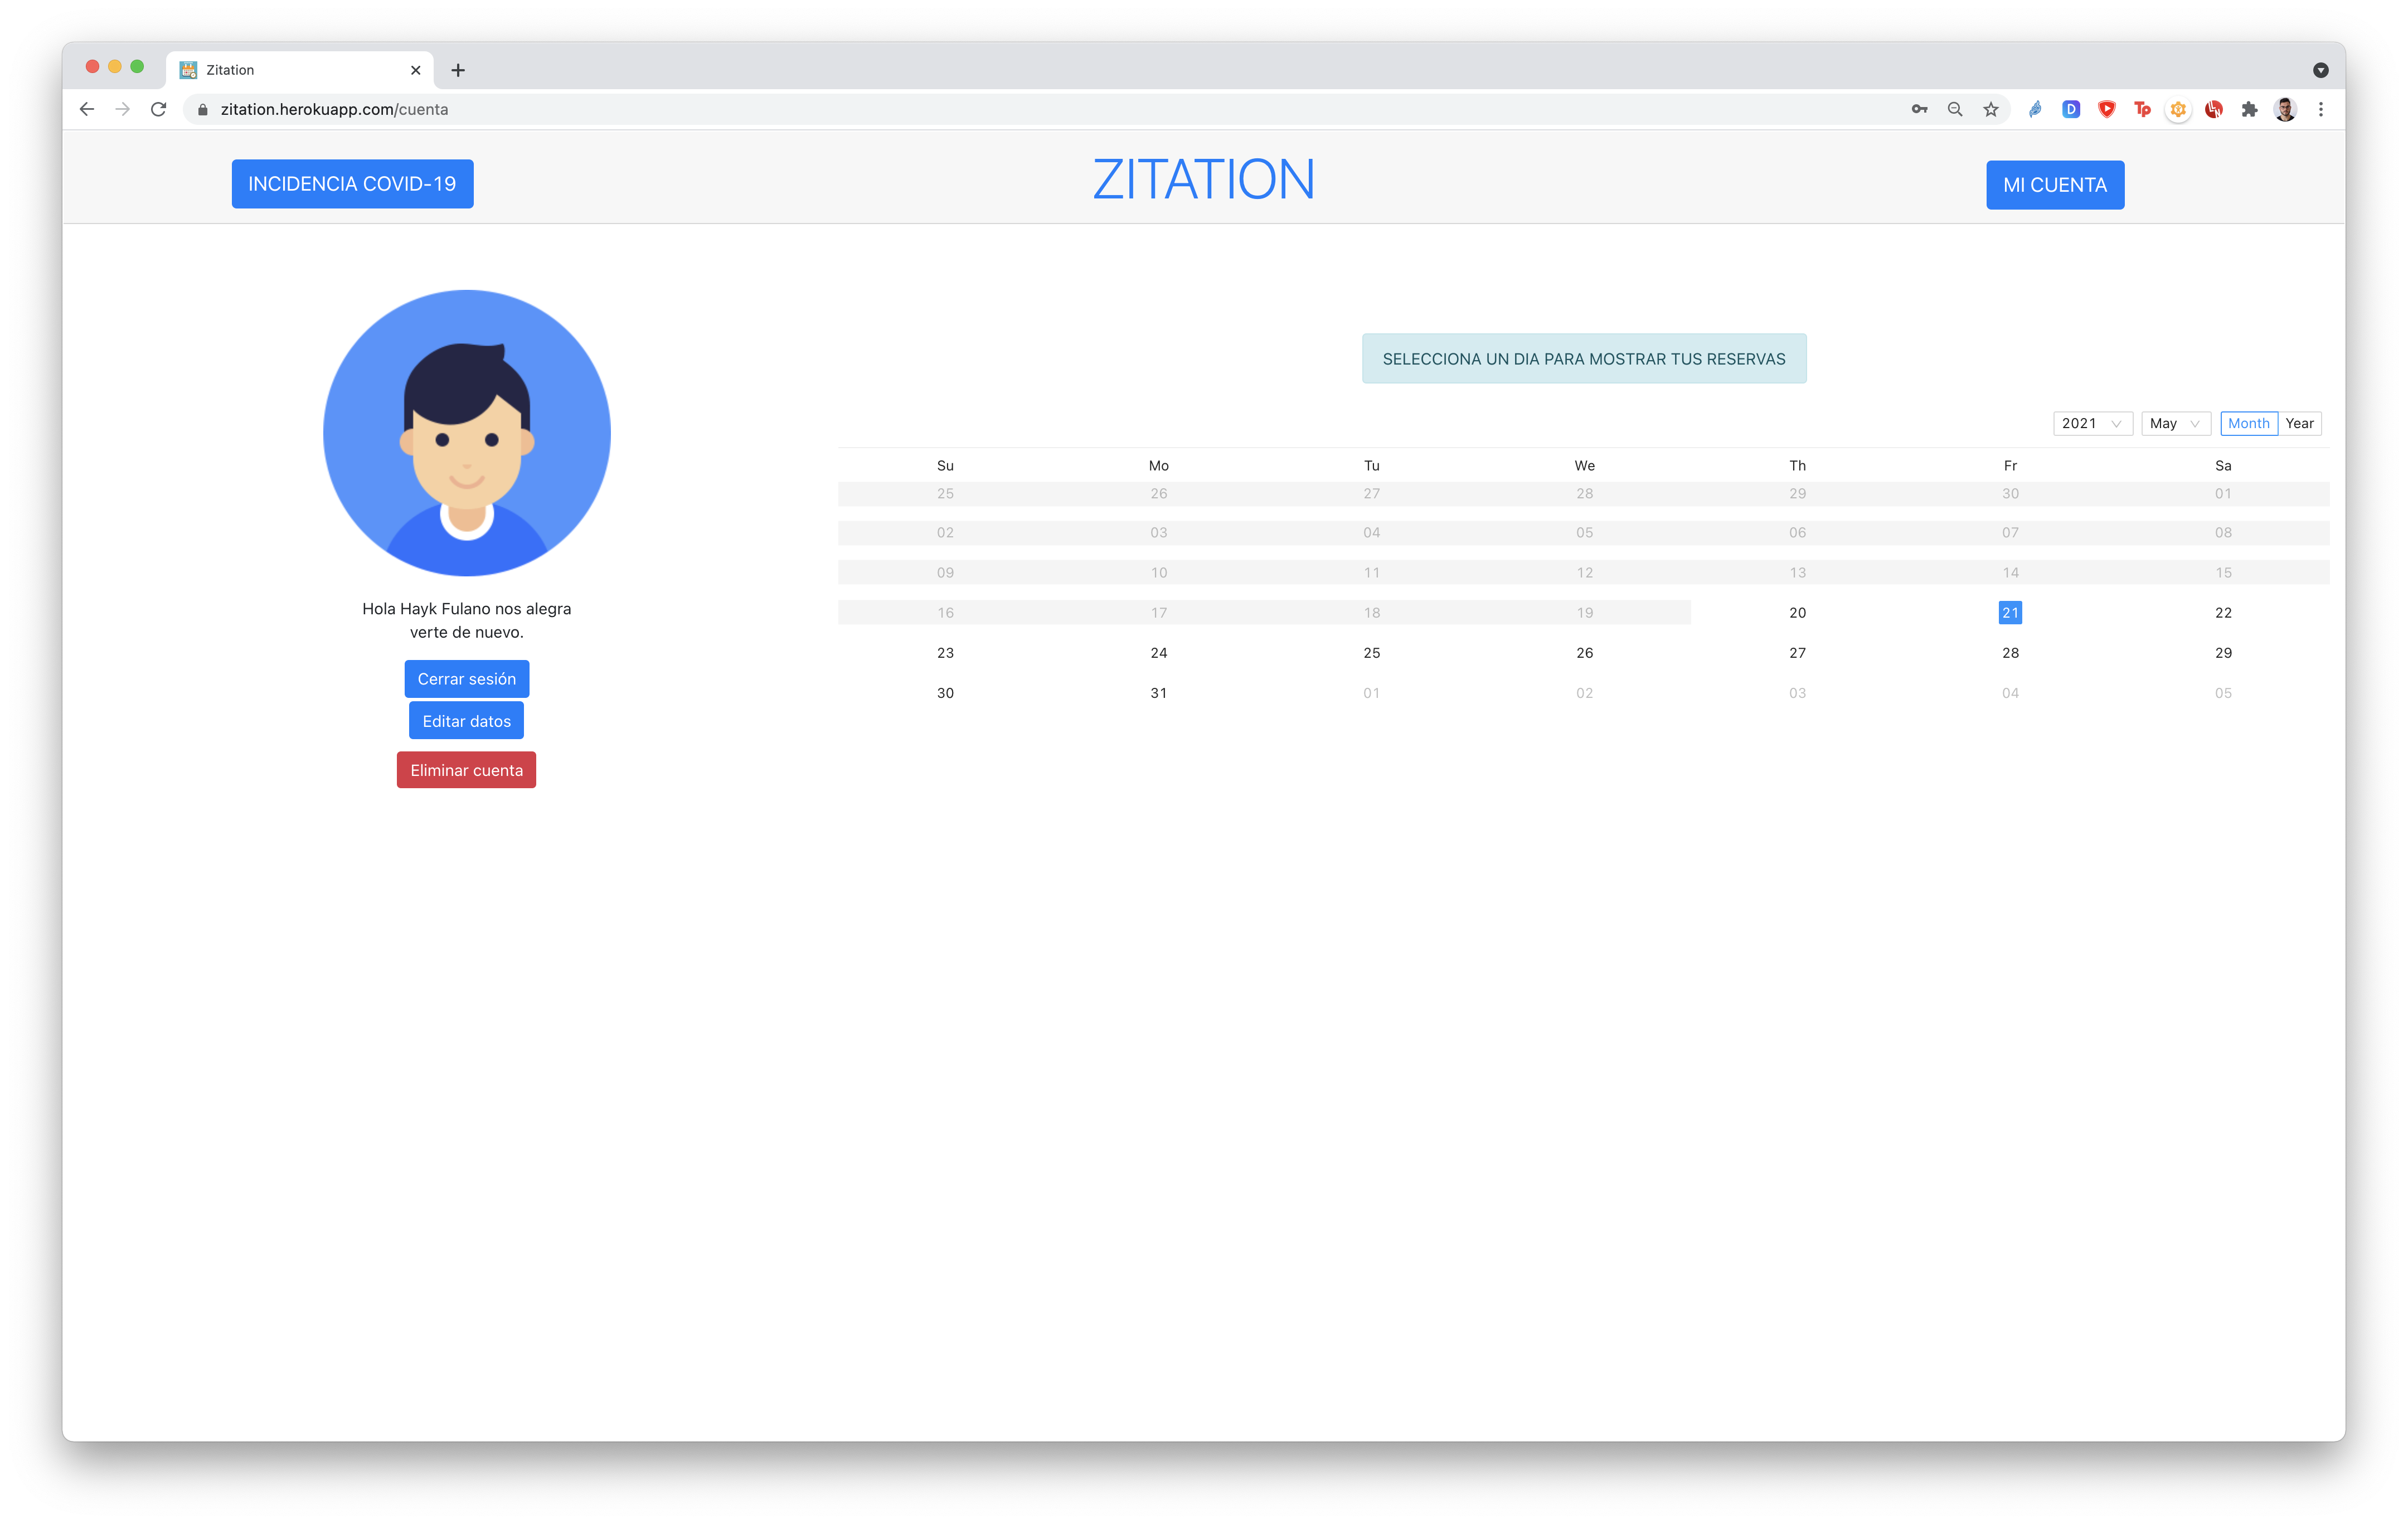 Zitation
zitation.herokuapp.com/cuenta
D
Tp
INCIDENCIA COVID-19
ZITATION
MI CUENTA
Hola Hayk Fulano nos alegra
verte de nuevo.
Cerrar sesión
Editar datos
Eliminar cuenta
SELECCIONA UN DIA PARA MOSTRAR TUS RESERVAS
2021 May Month Year
Su Mo Tu We Th Fr Sa
25 26 27 28 29 30 01
02 03 04 05 06 07 08
09 10 11 12 13 14 15
16 17 18 19 20 21 22
23 24 25 26 27 28 29
30 31 01 02 03 04 05